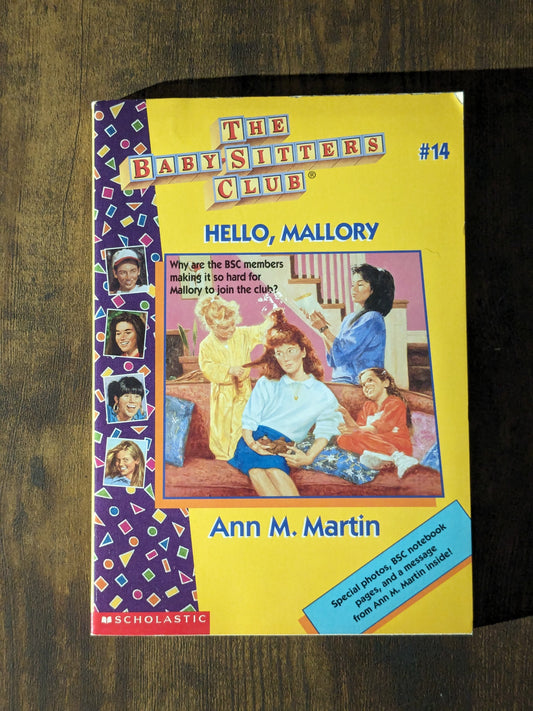 THE
BABY-SITTERS
CLUB®
#14
HELLO, MALLORY
Why are the BSC members
making it so hard for
Mallory to join the club?
Ann M. Martin
Special photos, BSC notebook
pages, and a message
from Ann M. Martin inside!
SCHOLASTIC